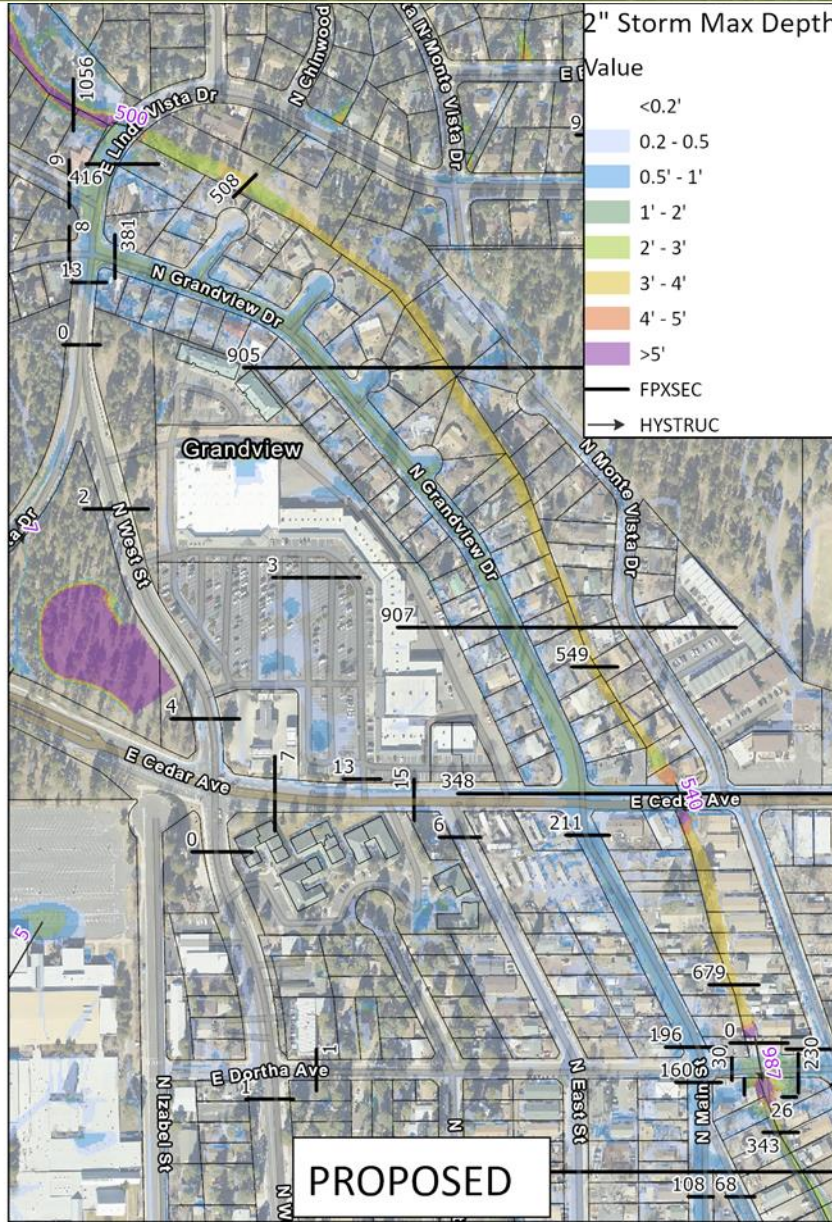 2" Storm Max Depth
Value
<0.2'
0.2 - 0.5
0.5' - 1'
1' - 2'
2' - 3'
3' - 4'
4' - 5'
>5'
FPXSEC
HYSTRUC
1056
500
E Linda Vista Dr
N Chinwood
N Monte Vista Dr
9
416
508
9
8
381
13
N Grandview Dr
0
905
Grandview
N Monte Vista Dr
2
N West St
N Grandview Dr
3
907
549
4
E Cedar Ave
7
13
15
348
540
E Cedar Ave
0
6
211
5
679
196
0
30
987
230
E Dortha Ave
1
160
N Main St
26
1
343
N Izabel St
N East St
N
PROPOSED
108
68
N W